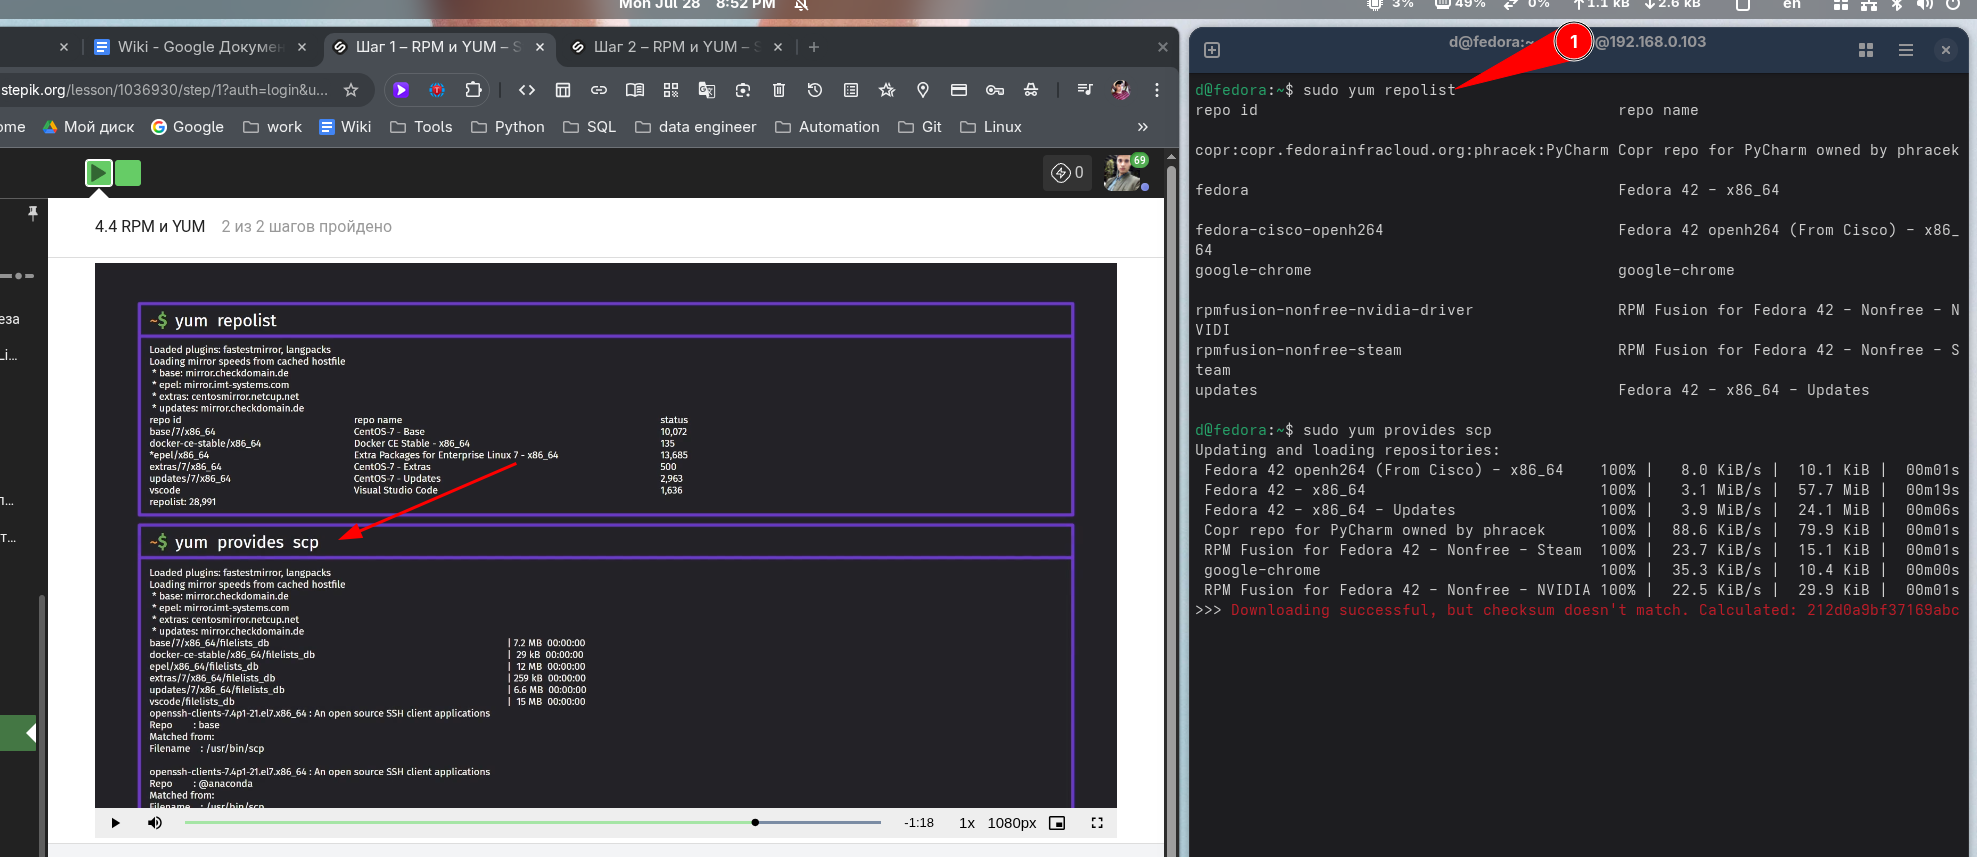 Mon Jul 28 8:52 PM
3% 49% 0% 1.1 kB 2.6 kB en
Wiki - Google Докумен
Шаг 1 – RPM и YUM – S
Шаг 2 – RPM и YUM – S
stepik.org/lesson/1036930/step/1?auth=login&u...
ome Мой диск Google work Wiki Tools Python SQL data engineer Automation Git Linux »
0 69
4.4 RPM и YUM 2 из 2 шагов пройдено
еза
Li...
п...
т...
~$ yum repolist
Loaded plugins: fastestmirror, langpacks
Loading mirror speeds from cached hostfile
* base: mirror.checkdomain.de
* epel: mirror.imt-systems.com
* extras: centosmirror.netcup.net
* updates: mirror.checkdomain.de
repo id repo name status
base/7/x86_64 CentOS-7 - Base 10,072
docker-ce-stable/x86_64 Docker CE Stable - x86_64 135
*epel/x86_64 Extra Packages for Enterprise Linux 7 - x86_64 13,685
extras/7/x86_64 CentOS-7 - Extras 500
updates/7/x86_64 CentOS-7 - Updates 2,963
vscode Visual Studio Code 1,636
repolist: 28,991
~$ yum provides scp
Loaded plugins: fastestmirror, langpacks
Loading mirror speeds from cached hostfile
* base: mirror.checkdomain.de
* epel: mirror.imt-systems.com
* extras: centosmirror.netcup.net
* updates: mirror.checkdomain.de
base/7/x86_64/filelists_db | 7.2 MB 00:00:00
docker-ce-stable/x86_64/filelists_db | 29 kB 00:00:00
epel/x86_64/filelists_db | 12 MB 00:00:00
extras/7/x86_64/filelists_db | 259 kB 00:00:00
updates/7/x86_64/filelists_db | 6.6 MB 00:00:00
vscode/filelists_db | 15 MB 00:00:00
openssh-clients-7.4p1-21.el7.x86_64 : An open source SSH client applications
Repo : base
Matched from:
Filename : /usr/bin/scp
openssh-clients-7.4p1-21.el7.x86_64 : An open source SSH client applications
Repo : @anaconda
Matched from:
Filename : /usr/bin/scp
-1:18 1x 1080px
d@fedora:~ 1 @192.168.0.103
d@fedora:~$ sudo yum repolist
repo id repo name
copr:copr.fedorainfracloud.org:phracek:PyCharm Copr repo for PyCharm owned by phracek
fedora Fedora 42 - x86_64
fedora-cisco-openh264 Fedora 42 openh264 (From Cisco) - x86_
64
google-chrome google-chrome
rpmfusion-nonfree-nvidia-driver RPM Fusion for Fedora 42 - Nonfree - N
VIDI
rpmfusion-nonfree-steam RPM Fusion for Fedora 42 - Nonfree - S
team
updates Fedora 42 - x86_64 - Updates
d@fedora:~$ sudo yum provides scp
Updating and loading repositories:
Fedora 42 openh264 (From Cisco) - x86_64 100% | 8.0 KiB/s | 10.1 KiB | 00m01s
Fedora 42 - x86_64 100% | 3.1 MiB/s | 57.7 MiB | 00m19s
Fedora 42 - x86_64 - Updates 100% | 3.9 MiB/s | 24.1 MiB | 00m06s
Copr repo for PyCharm owned by phracek 100% | 88.6 KiB/s | 79.9 KiB | 00m01s
RPM Fusion for Fedora 42 - Nonfree - Steam 100% | 23.7 KiB/s | 15.1 KiB | 00m01s
google-chrome 100% | 35.3 KiB/s | 10.4 KiB | 00m00s
RPM Fusion for Fedora 42 - Nonfree - NVIDIA 100% | 22.5 KiB/s | 29.9 KiB | 00m01s
>>> Downloading successful, but checksum doesn't match. Calculated: 212d0a9bf37169abc